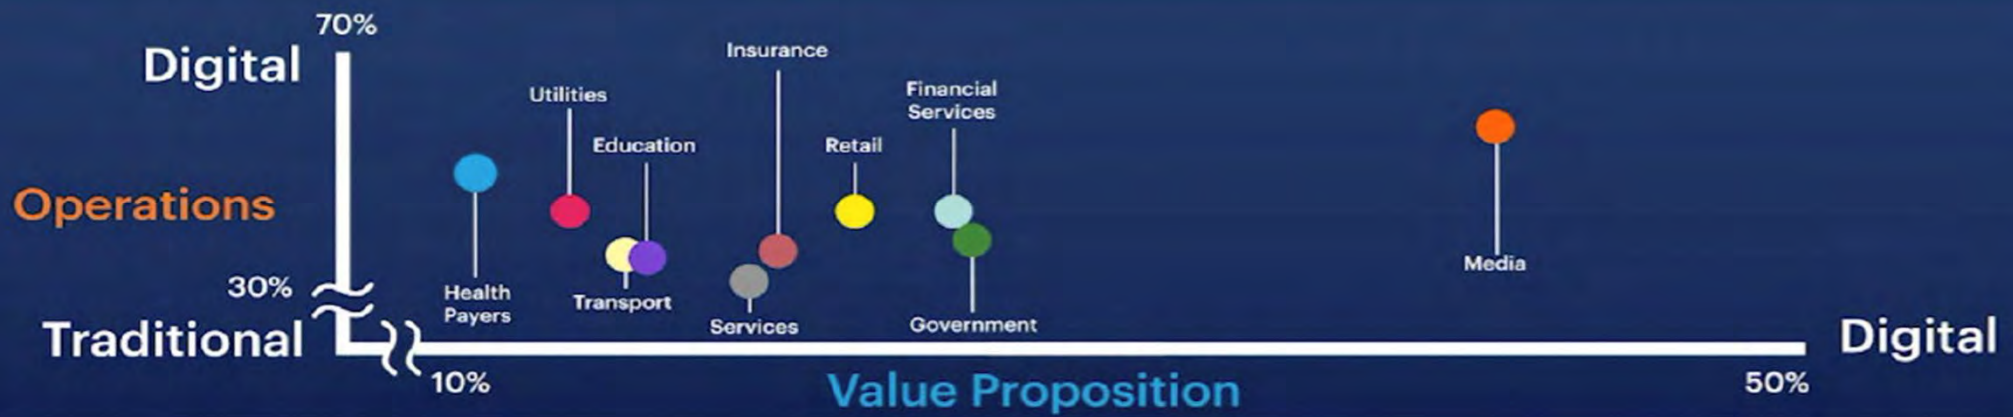 70%
Digital
Insurance
Utilities
Financial
Services
Education
Retail
Operations
Media
30%
Health
Payers
Transport
Services
Government
Traditional
Digital
10%
Value Proposition
50%